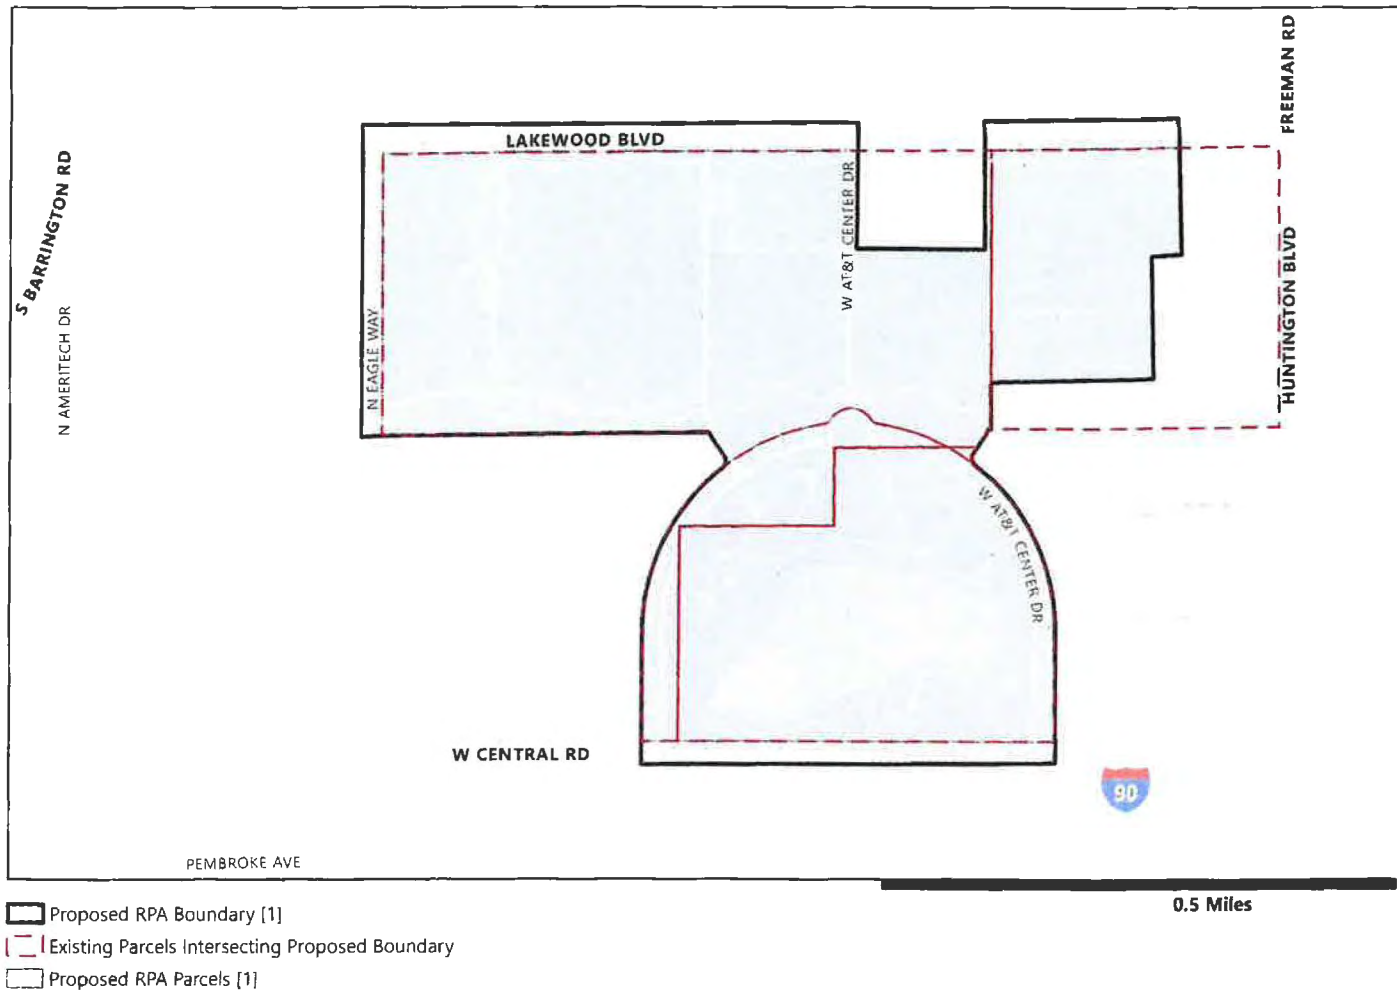 FREEMAN RD
LAKEWOOD BLVD
S BARRINGTON RD
W AT&T CENTER DR
HUNTINGTON BLVD
N AMERITECH DR
N EAGLE WAY
W AT&T CENTER DR
W CENTRAL RD
90
PEMBROKE AVE
0.5 Miles
Proposed RPA Boundary [1]
Existing Parcels Intersecting Proposed Boundary
Proposed RPA Parcels [1]